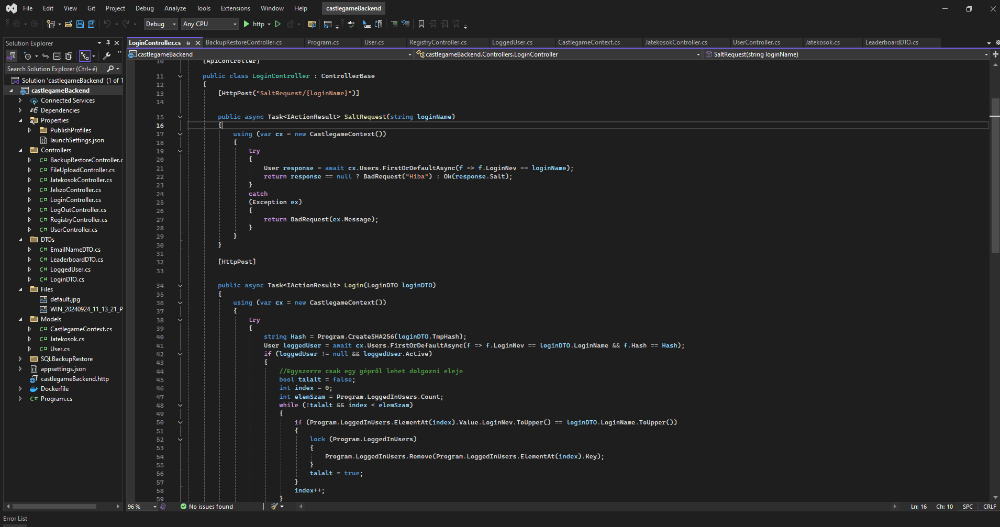 File Edit View Git Project Debug Analyze Tools Extensions Window Help castlegameBackend
Debug Any CPU http
Solution Explorer
Search Solution Explorer (Ctrl+é)
Solution 'castlegameBackend' (1 of 1
castlegameBackend
Connected Services
Dependencies
Properties
PublishProfiles
launchSettings.json
Controllers
C# BackupRestoreController.c
C# FileUploadController.cs
C# JatekosokController.cs
C# JelszoController.cs
C# LoginController.cs
C# LogOutController.cs
C# RegistryController.cs
C# UserController.cs
DTOs
C# EmailNameDTO.cs
C# LeaderboardDTO.cs
C# LoggedUser.cs
C# LoginDTO.cs
Files
default.jpg
WIN_20240924_11_13_21_P
Models
C# CastlegameContext.cs
C# Jatekosok.cs
C# User.cs
SQLBackupRestore
appsettings.json
castlegameBackend.http
Dockerfile
C# Program.cs
LoginController.cs BackupRestoreController.cs Program.cs User.cs RegistryController.cs LoggedUser.cs CastlegameContext.cs JatekosokController.cs UserController.cs Jatekosok.cs LeaderboardDTO.cs
castlegameBackend castlegameBackend.Controllers.LoginController SaltRequest(string loginName)
10 [ApiController]
11 public class LoginController : ControllerBase
12 {
13 [HttpPost("SaltRequest/{loginName}")]
14
15 public async Task<IActionResult> SaltRequest(string loginName)
16 {
17 using (var cx = new CastlegameContext())
18 {
19 try
20 {
21 User response = await cx.Users.FirstOrDefaultAsync(f => f.LoginNev == loginName);
22 return response == null ? BadRequest("Hiba") : Ok(response.Salt);
23 }
24 catch
25 (Exception ex)
26 {
27 return BadRequest(ex.Message);
28 }
29 }
30 }
31
32 [HttpPost]
33
34 public async Task<IActionResult> Login(LoginDTO loginDTO)
35 {
36 using (var cx = new CastlegameContext())
37 {
38 try
39 {
40 string Hash = Program.CreateSHA256(loginDTO.TmpHash);
41 User loggedUser = await cx.Users.FirstOrDefaultAsync(f => f.LoginNev == loginDTO.LoginName && f.Hash == Hash);
42 if (loggedUser != null && loggedUser.Active)
43 {
44 //Egyszerre csak egy gépről lehet dolgozni eleje
45 bool talalt = false;
46 int index = 0;
47 int elemSzam = Program.LoggedInUsers.Count;
48 while (!talalt && index < elemSzam)
49 {
50 if (Program.LoggedInUsers.ElementAt(index).Value.LoginNev.ToUpper() == loginDTO.LoginName.ToUpper())
51 {
52 lock (Program.LoggedInUsers)
53 {
54 Program.LoggedInUsers.Remove(Program.LoggedInUsers.ElementAt(index).Key);
55 }
56 talalt = true;
57 }
58 index++;
59 }
96 % No issues found Ln: 16 Ch: 10 SPC CRLF
Error List